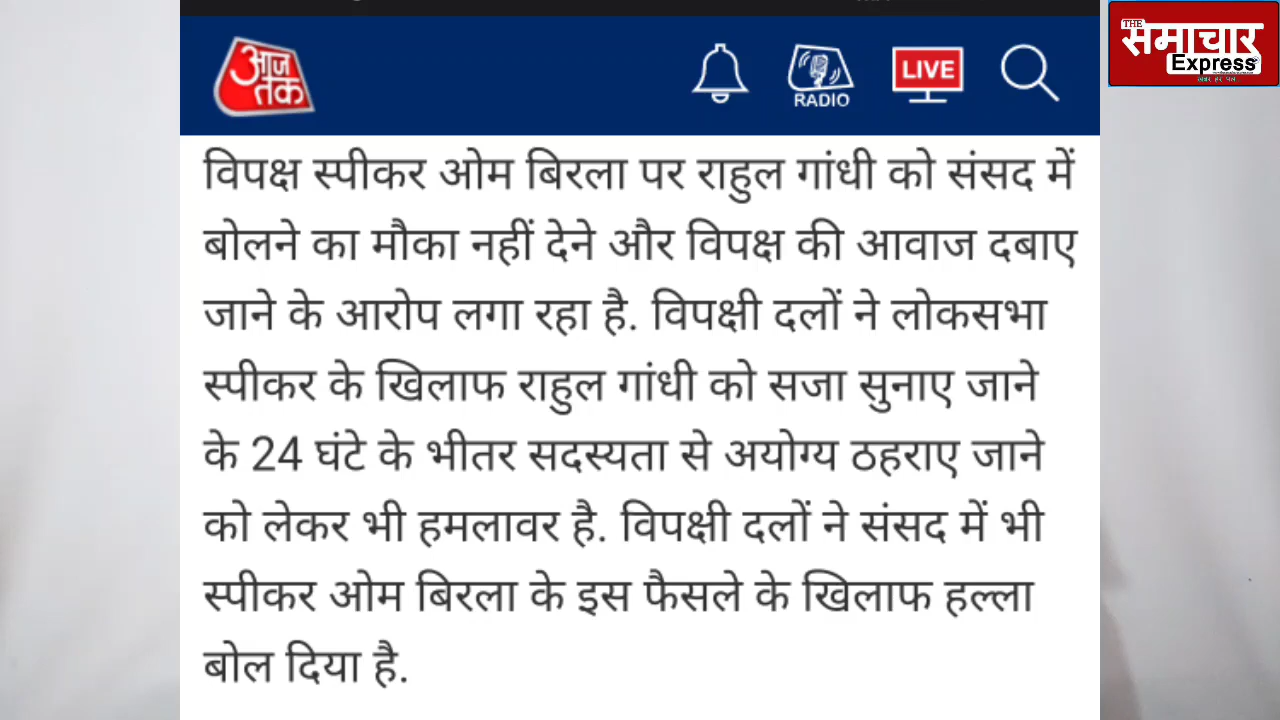 आज तक
RADIO
LIVE
THE
समाचार
Express
विपक्ष स्पीकर ओम बिरला पर राहुल गांधी को संसद में
बोलने का मौका नहीं देने और विपक्ष की आवाज दबाए
जाने के आरोप लगा रहा है. विपक्षी दलों ने लोकसभा
स्पीकर के खिलाफ राहुल गांधी को सजा सुनाए जाने
के 24 घंटे के भीतर सदस्यता से अयोग्य ठहराए जाने
को लेकर भी हमलावर है. विपक्षी दलों ने संसद में भी
स्पीकर ओम बिरला के इस फैसले के खिलाफ हल्ला
बोल दिया है.